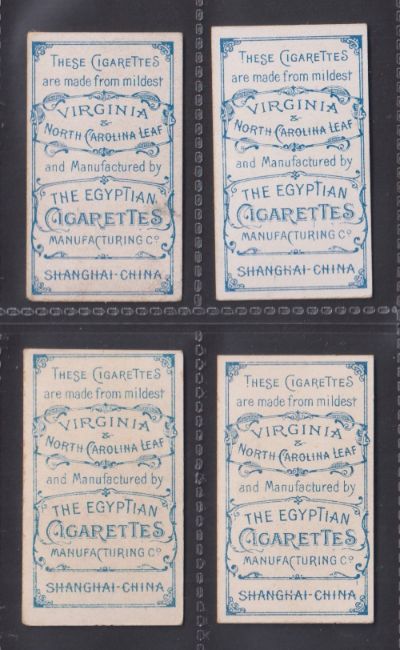 THESE CIGARETTES
are made from mildest
VIRGINIA
&
NORTH CAROLINA LEAF
and Manufactured by
THE EGYPTIAN
CIGARETTES
MANUFACTURING Co
SHANGHAI-CHINA
THESE CIGARETTES
are made from mildest
VIRGINIA
&
NORTH CAROLINA LEAF
and Manufactured by
THE EGYPTIAN
CIGARETTES
MANUFACTURING Co
SHANGHAI-CHINA
THESE CIGARETTES
are made from mildest
VIRGINIA
&
NORTH CAROLINA LEAF
and Manufactured by
THE EGYPTIAN
CIGARETTES
MANUFACTURING Co
SHANGHAI-CHINA
THESE CIGARETTES
are made from mildest
VIRGINIA
&
NORTH CAROLINA LEAF
and Manufactured by
THE EGYPTIAN
CIGARETTES
MANUFACTURING Co
SHANGHAI-CHINA